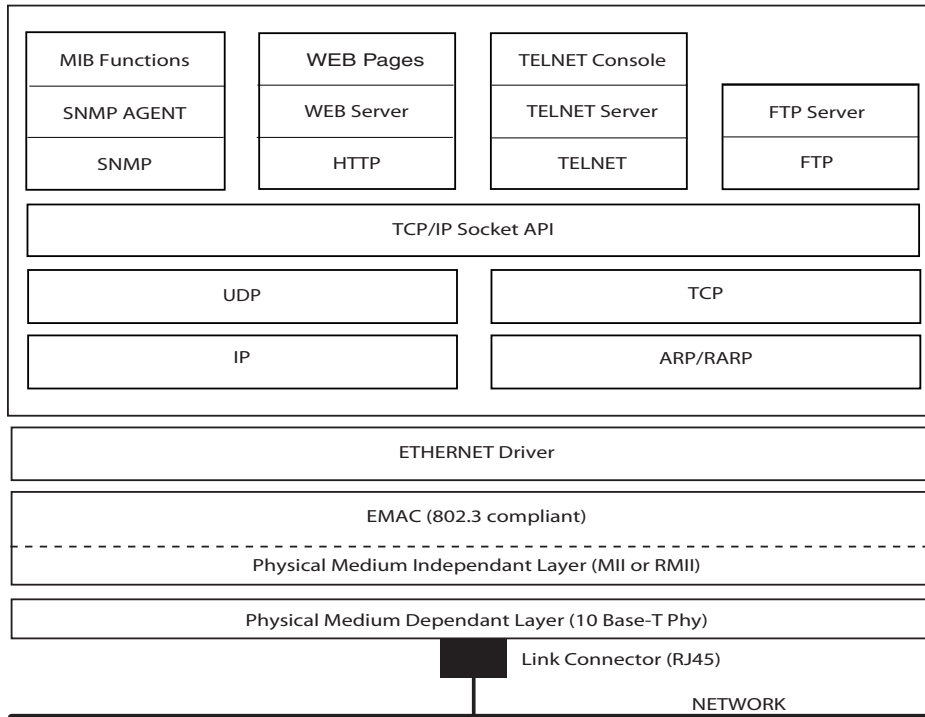 MIB Functions
SNMP AGENT
SNMP
WEB Pages
WEB Server
HTTP
TELNET Console
TELNET Server
TELNET
FTP Server
FTP
TCP/IP Socket API
UDP
TCP
IP
ARP/RARP
ETHERNET Driver
EMAC (802.3 compliant)
Physical Medium Independant Layer (MII or RMII)
Physical Medium Dependant Layer (10 Base-T Phy)
Link Connector (RJ45)
NETWORK